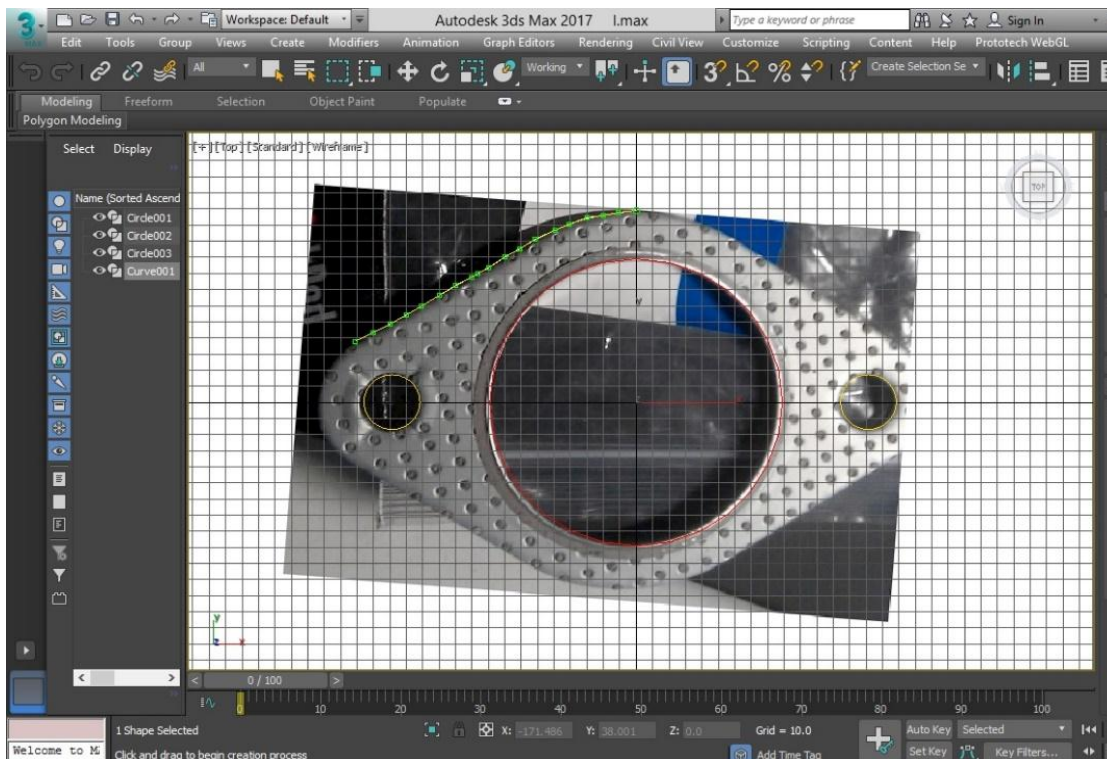 3
MAX
Workspace: Default
Autodesk 3ds Max 2017 l.max
Type a keyword or phrase
Sign In
Edit Tools Group Views Create Modifiers Animation Graph Editors Rendering Civil View Customize Scripting Content Help Prototech WebGL
All
Working
3
Create Selection Se
Modeling Freeform Selection Object Paint Populate
Polygon Modeling
Select Display
[+] [Top] [Standard] [Wireframe]
TOP
Name (Sorted Ascend
Circle001
Circle002
Circle003
Curve001
y
x
z
y
x
0 / 100
0 10 20 30 40 50 60 70 80 90 100
1 Shape Selected
X: -171.486 Y: 38.001 Z: 0.0 Grid = 10.0
Auto Key Selected
Welcome to M
Click and drag to begin creation process
Add Time Tag
Set Key Key Filters...